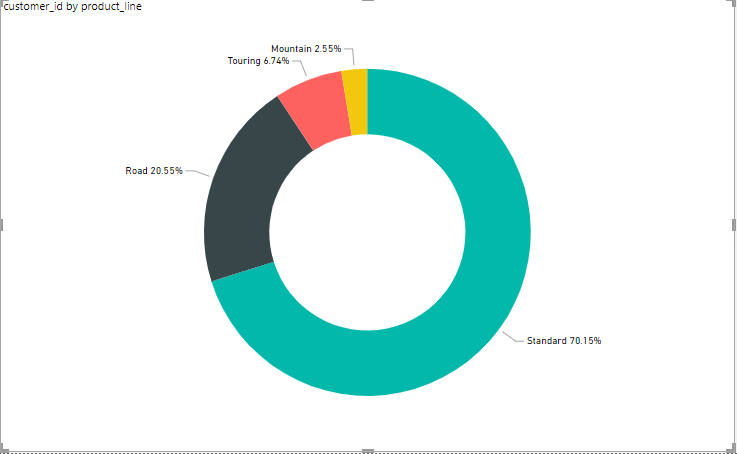 customer_id by product_line
Mountain 2.55%
Touring 6.74%
Road 20.55%
Standard 70.15%